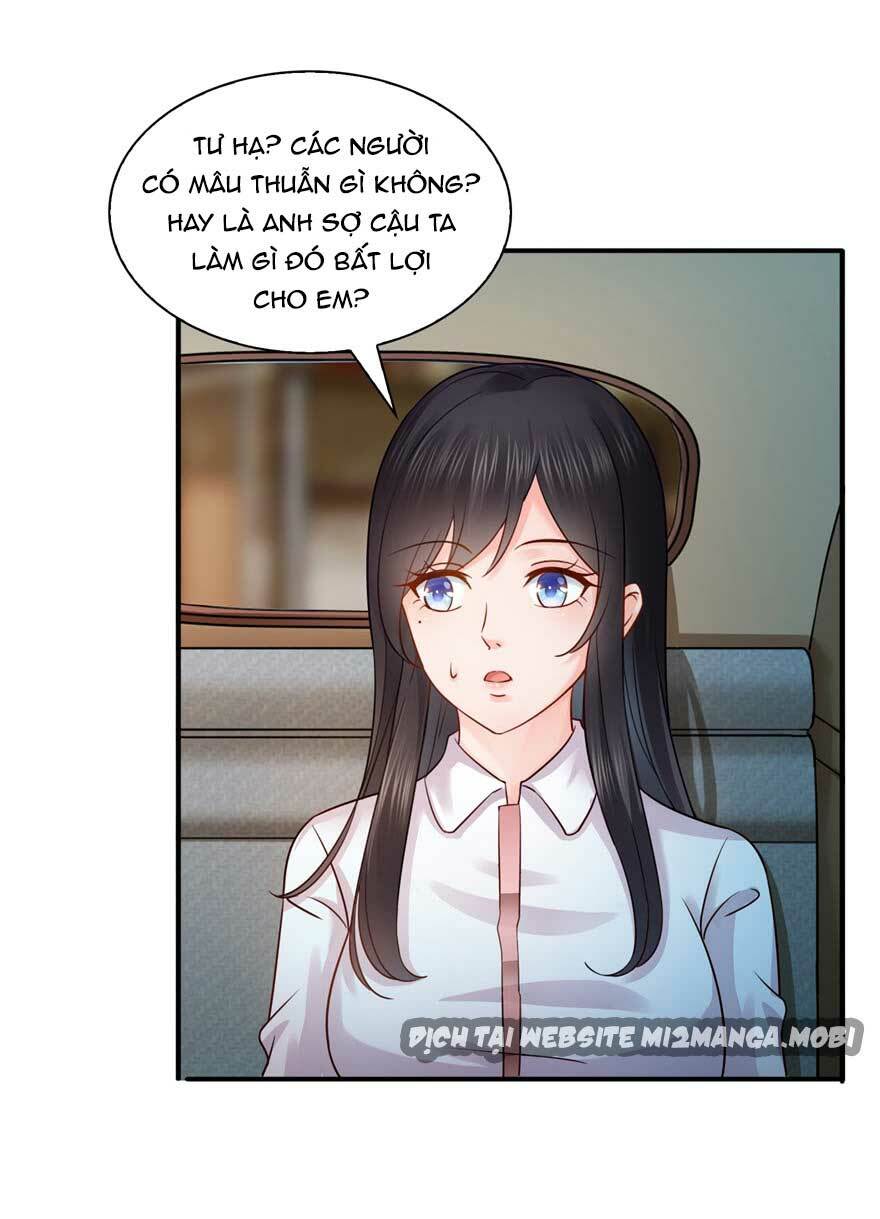 TƯ HẠ? CÁC NGƯỜI
CÓ MÂU THUẪN GÌ KHÔNG?
HAY LÀ ANH SỢ CẬU TA
LÀM GÌ ĐÓ BẤT LỢI
CHO EM?
DỊCH TẠI WEBSITE MI2MANGA.MOBI